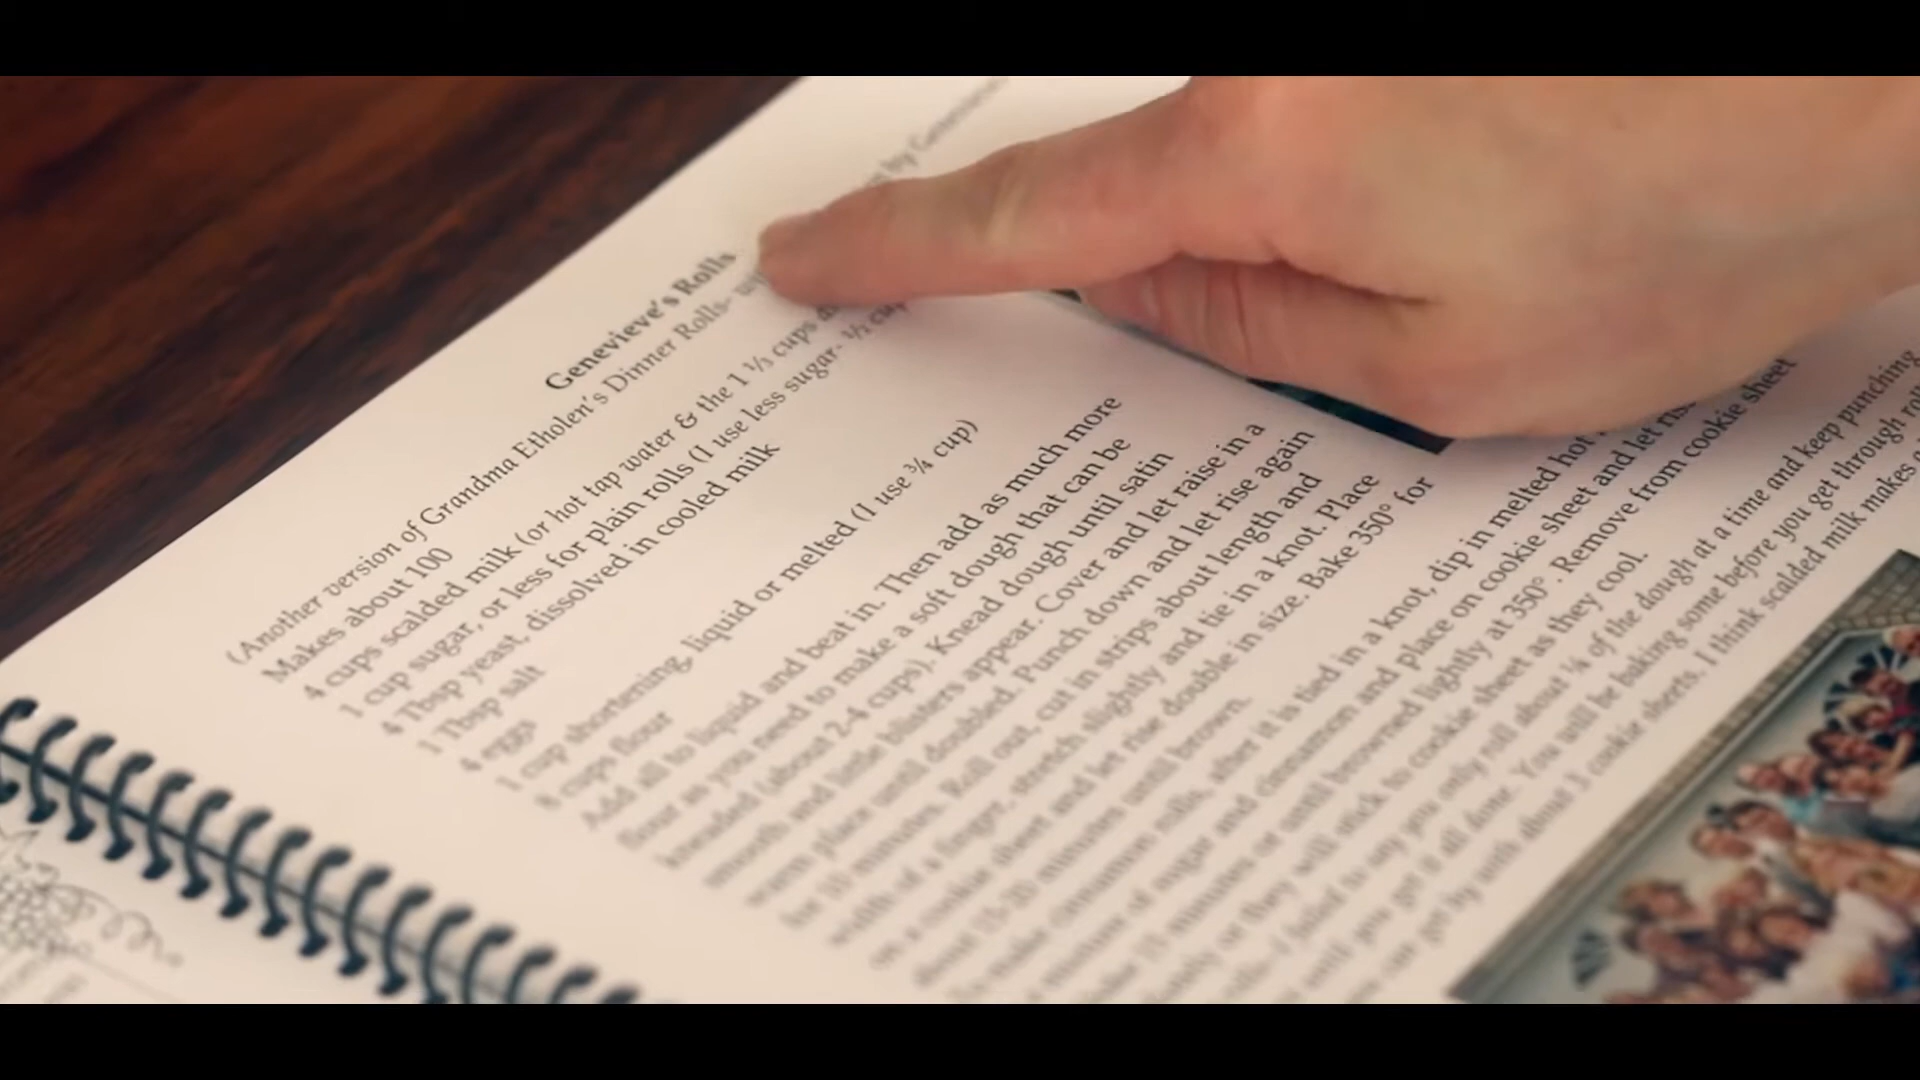 by Genevieve
Genevieve's Rolls
(Another version of Grandma Etholen's Dinner Rolls-
Makes about 100
4 cups scalded milk (or hot tap water & the 1 ⅓ cups
1 cup sugar, or less for plain rolls (I use less sugar- ½ cup
4 Tbsp yeast, dissolved in cooled milk
1 Tbsp salt
4 eggs
1 cup shortening, liquid or melted (I use ¾ cup)
8 cups flour
Add all to liquid and beat in. Then add as much more
flour as you need to make a soft dough that can be
kneaded (about 2-4 cups). Knead dough until satin
smooth and little blisters appear. Cover and let raise in a
warm place until doubled. Punch down and let rise again
for 10 minutes. Roll out, cut in strips about length and
width of a finger, stretch slightly and tie in a knot. Place
on a cookie sheet and let rise double in size. Bake 350° for
about 15-20 minutes until brown.
To make cinnamon rolls, after it is tied in a knot, dip in melted hot
mixture of sugar and cinnamon and place on cookie sheet and let rise
15 minutes or until browned lightly at 350°. Remove from cookie sheet
or they will stick to cookie sheet as they cool.
rolls- I failed to say you only roll about ¼ of the dough at a time and keep punching
until you get it all done. You will be baking some before you get through
can get by with about 3 cookie sheets. I think scalded milk makes